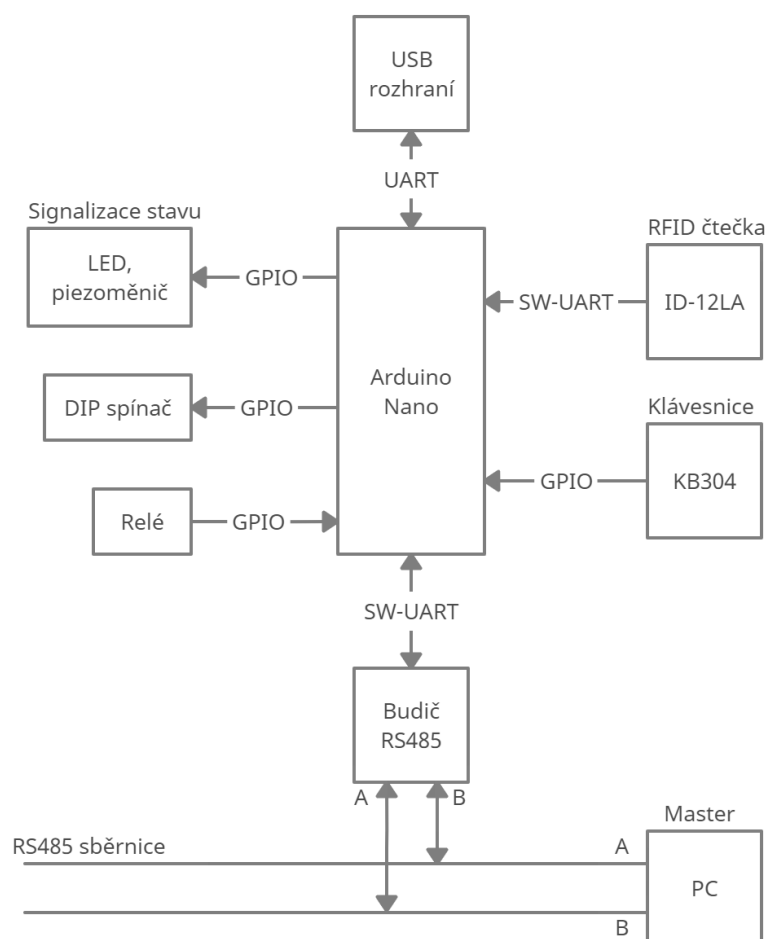 USB
rozhraní
UART
Signalizace stavu
LED,
piezoměnič
GPIO
RFID čtečka
ID-12LA
SW-UART
Arduino
Nano
DIP spínač
GPIO
Klávesnice
KB304
GPIO
Relé
GPIO
SW-UART
Budič
RS485
A
B
Master
RS485 sběrnice
A
PC
B